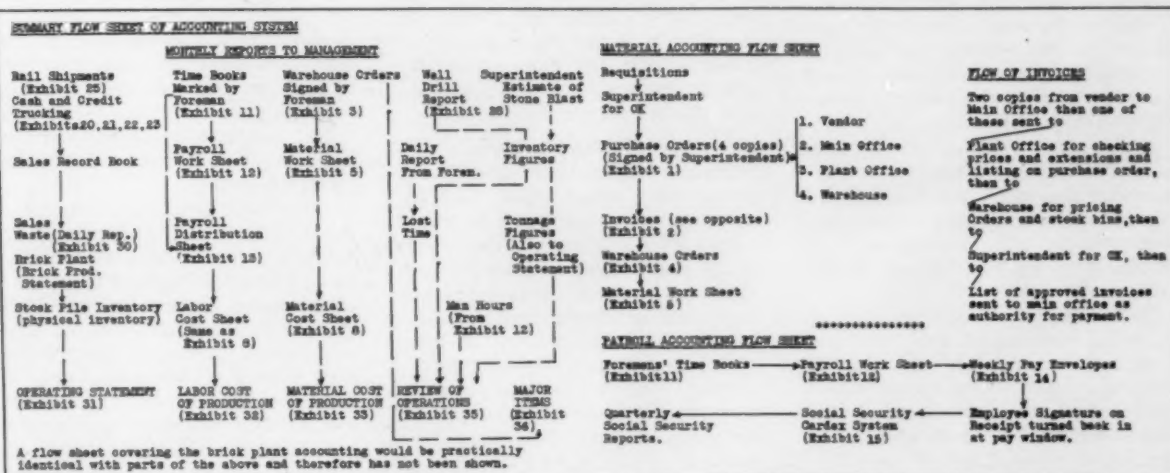 SUMMARY FLOW SHEET OF ACCOUNTING SYSTEM
MONTHLY REPORTS TO MANAGEMENT
Rail Shipments
(Exhibit 25)
Cash and Credit
Trucking
(Exhibits 20, 21, 22, 23
Sales Record Book
Sales
Waste (Daily Rep.)
(Exhibit 30)
Brick Plant
(Brick Prod.
Statement)
Stock Pile Inventory
(physical inventory)
OPERATING STATEMENT
(Exhibit 31)
Time Books
Marked by
Foreman
(Exhibit 11)
Payroll
Work Sheet
(Exhibit 12)
Payroll
Distribution
Sheet
(Exhibit 13)
Labor
Cost Sheet
(Same as
Exhibit 8)
LABOR COST
OF PRODUCTION
(Exhibit 32)
Warehouse Orders
Signed by
Foreman
(Exhibit 3)
Material
Work Sheet
(Exhibit 5)
Material
Cost Sheet
(Exhibit 8)
MATERIAL COST
OF PRODUCTION
(Exhibit 33)
Well
Drill
Report
(Exhibit 28)
Daily
Report
From Forem.
Lost
Time
Man Hours
(From
Exhibit 12)
REVIEW OF
OPERATIONS
(Exhibit 35)
Superintendent
Estimate of
Stone Blast
Inventory
Figures
Tonnage
Figures
(Also to
Operating
Statement)
MAJOR
ITEMS
(Exhibit
36)
A flow sheet covering the brick plant accounting would be practically
identical with parts of the above and therefore has not been shown.
MATERIAL ACCOUNTING FLOW SHEET
Requisitions
Superintendent
for OK
Purchase Orders (4 copies)
(Signed by Superintendent)
(Exhibit 1)
1. Vendor
2. Main Office
3. Plant Office
4. Warehouse
Invoices (see opposite)
(Exhibit 2)
Warehouse Orders
(Exhibit 4)
Material Work Sheet
(Exhibit 5)
FLOW OF INVOICES
Two copies from vendor to
Main Office then one of
these sent to
Plant Office for checking
prices and extensions and
listing on purchase order,
then to
Warehouse for pricing
Orders and stock bins, then
to
Superintendent for OK, then
to
List of approved invoices
sent to main office as
authority for payment.
***************
PAYROLL ACCOUNTING FLOW SHEET
Foremens' Time Books
(Exhibit 11)
Payroll Work Sheet
(Exhibit 12)
Weekly Pay Envelopes
(Exhibit 14)
Quarterly
Social Security
Reports.
Social Security
Cardex System
(Exhibit 15)
Employee Signature on
Receipt turned back in
at pay window.